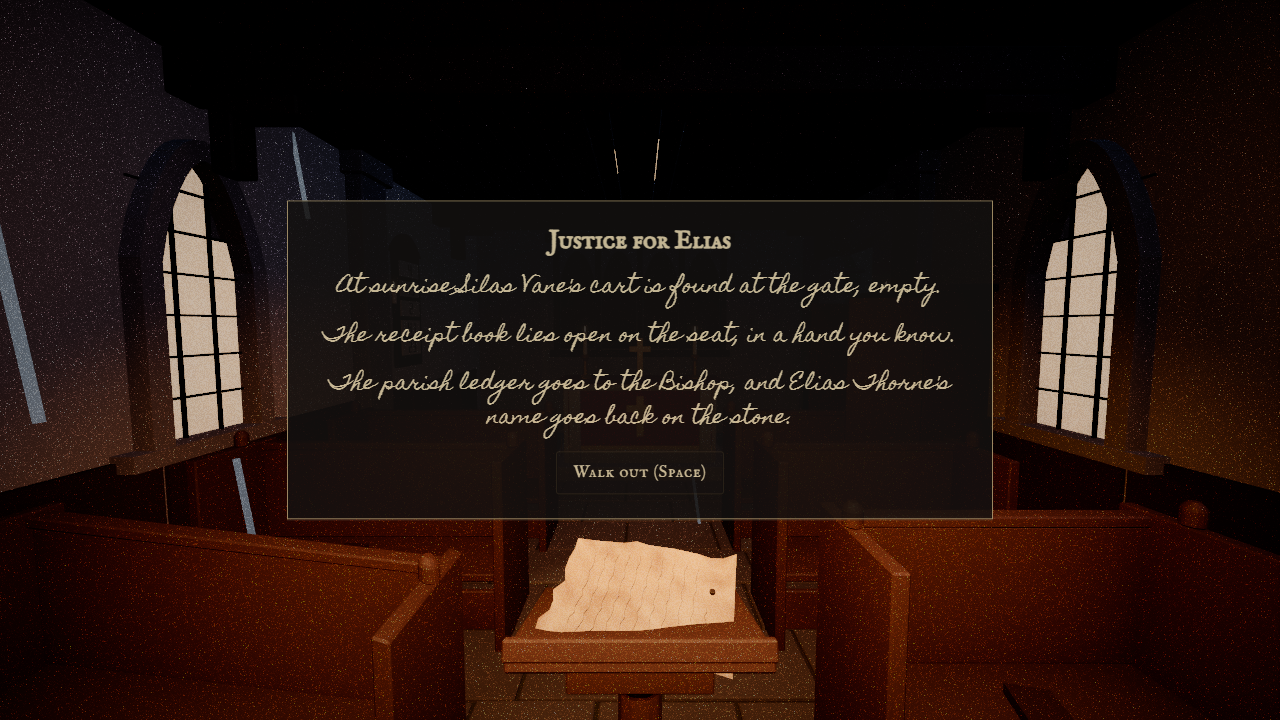 Justice for Elias
At sunrise, Silas Vane's cart is found at the gate, empty.
The receipt book lies open on the seat, in a hand you know.
The parish ledger goes to the Bishop, and Elias Thorne's
name goes back on the stone.
Walk out (Space)